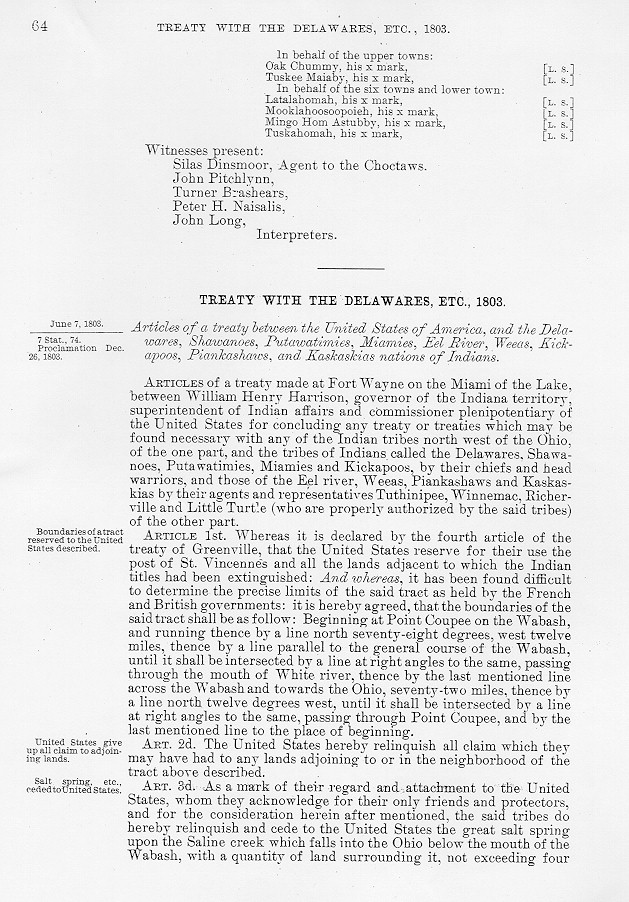 64
TREATY WITH THE DELAWARES, ETC., 1803.
In behalf of the upper towns:
Oak Chummy, his x mark, [L. S.]
Tuskee Maiaby, his x mark, [L. S.]
In behalf of the six towns and lower town:
Latalahomah, his x mark, [L. S.]
Mooklahoosoopoieh, his x mark, [L. S.]
Mingo Hom Astubby, his x mark, [L. S.]
Tuskahomah, his x mark, [L. S.]
Witnesses present:
Silas Dinsmoor, Agent to the Choctaws.
John Pitchlynn,
Turner Brashears,
Peter H. Naisalis,
John Long,
Interpreters.
TREATY WITH THE DELAWARES, ETC., 1803.
June 7, 1803.
7 Stat., 74.
Proclamation Dec.
26, 1803.
Articles of a treaty between the United States of America, and the Dela-
wares, Shawanoes, Putawatimies, Miamies, Eel River, Weeas, Kick-
apoos, Piankashaws, and Kaskaskias nations of Indians.
ARTICLES of a treaty made at Fort Wayne on the Miami of the Lake,
between William Henry Harrison, governor of the Indiana territory,
superintendent of Indian affairs and commissioner plenipotentiary of
the United States for concluding any treaty or treaties which may be
found necessary with any of the Indian tribes north west of the Ohio,
of the one part, and the tribes of Indians called the Delawares, Shawa-
noes, Putawatimies, Miamies and Kickapoos, by their chiefs and head
warriors, and those of the Eel river, Weeas, Piankashaws and Kaskas-
kias by their agents and representatives Tuthinipee, Winnemac, Richer-
ville and Little Turtle (who are properly authorized by the said tribes)
of the other part.
Boundaries of a tract
reserved to the United
States described.
ARTICLE 1st. Whereas it is declared by the fourth article of the
treaty of Greenville, that the United States reserve for their use the
post of St. Vincennes and all the lands adjacent to which the Indian
titles had been extinguished: And whereas, it has been found difficult
to determine the precise limits of the said tract as held by the French
and British governments: it is hereby agreed, that the boundaries of the
said tract shall be as follow: Beginning at Point Coupee on the Wabash,
and running thence by a line north seventy-eight degrees, west twelve
miles, thence by a line parallel to the general course of the Wabash,
until it shall be intersected by a line at right angles to the same, passing
through the mouth of White river, thence by the last mentioned line
across the Wabash and towards the Ohio, seventy-two miles, thence by
a line north twelve degrees west, until it shall be intersected by a line
at right angles to the same, passing through Point Coupee, and by the
last mentioned line to the place of beginning.
United States give
up all claim to adjoin-
ing lands.
ART. 2d. The United States hereby relinquish all claim which they
may have had to any lands adjoining to or in the neighborhood of the
tract above described.
Salt spring, etc.,
ceded to United States.
ART. 3d. As a mark of their regard and attachment to the United
States, whom they acknowledge for their only friends and protectors,
and for the consideration herein after mentioned, the said tribes do
hereby relinquish and cede to the United States the great salt spring
upon the Saline creek which falls into the Ohio below the mouth of the
Wabash, with a quantity of land surrounding it, not exceeding four